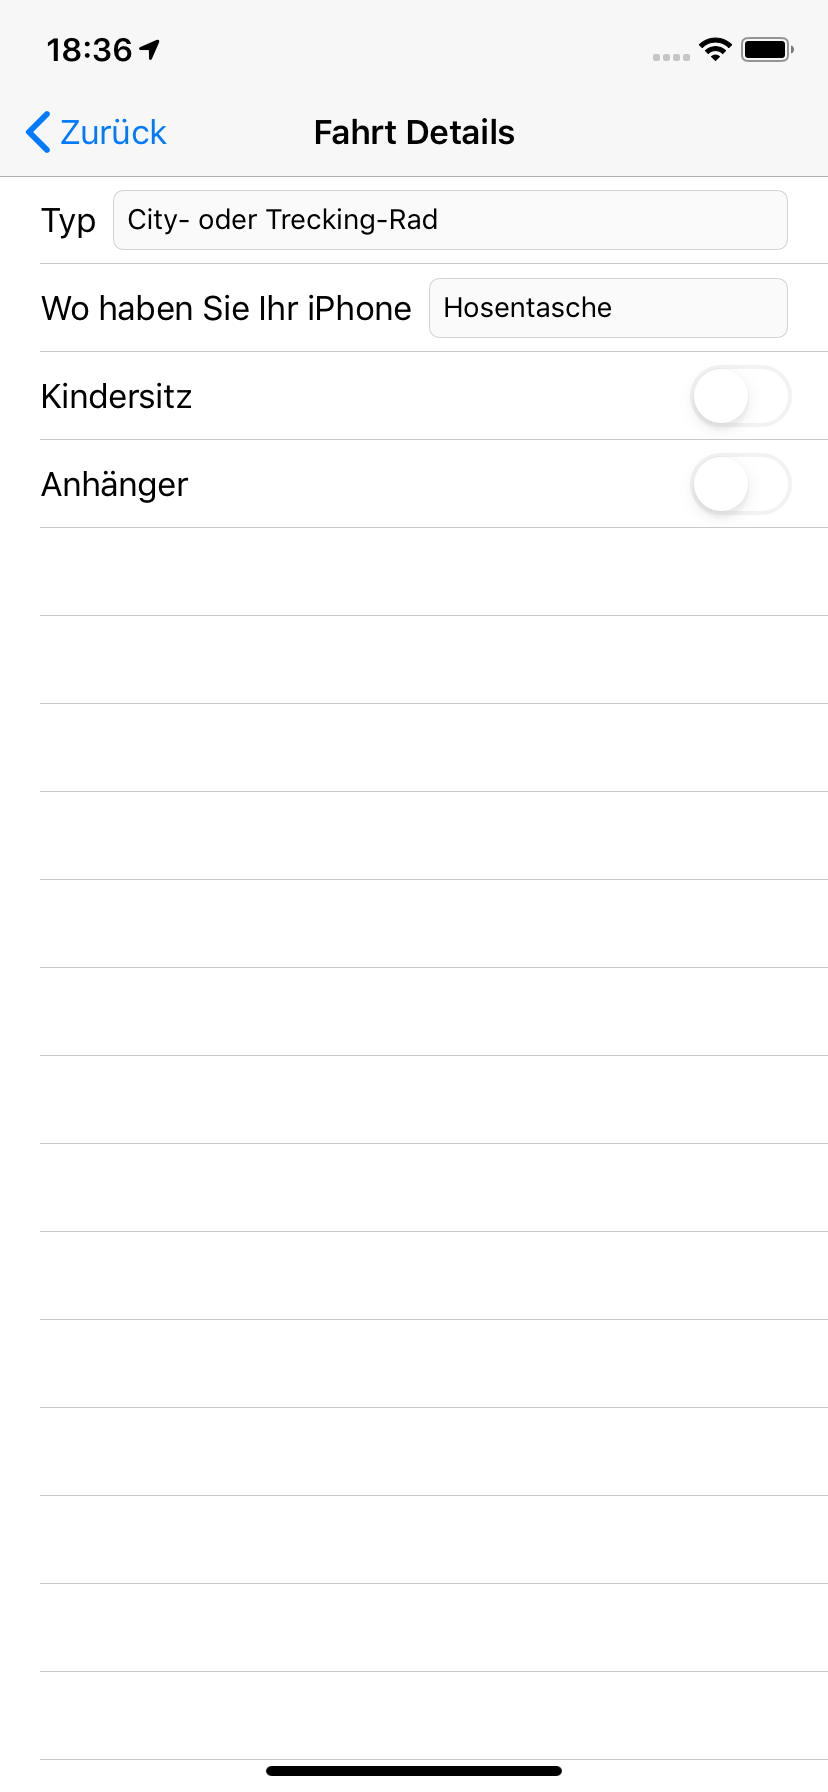 18:36
Zurück
Fahrt Details
Typ City- oder Trecking-Rad
Wo haben Sie Ihr iPhone Hosentasche
Kindersitz
Anhänger